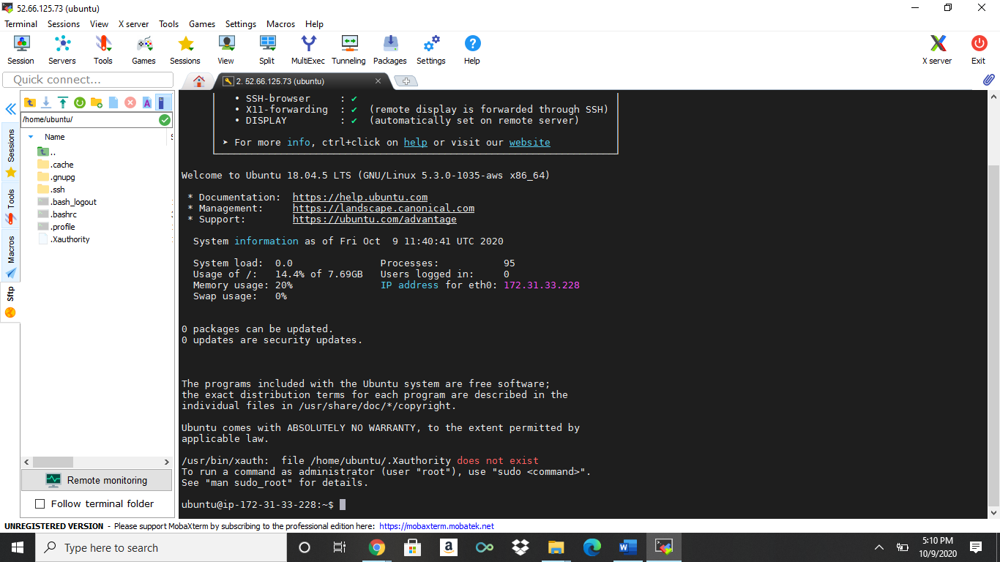 52.66.125.73 (ubuntu)
Terminal Sessions View X server Tools Games Settings Macros Help
Session Servers Tools Games Sessions View Split MultiExec Tunneling Packages Settings Help X server Exit
Quick connect...
2. 52.66.125.73 (ubuntu)
/home/ubuntu/
Name
..
.cache
.gnupg
.ssh
.bash_logout
.bashrc
.profile
.Xauthority
Sessions
Tools
Macros
Sftp
Remote monitoring
Follow terminal folder
• SSH-browser : ✔
• X11-forwarding : ✔ (remote display is forwarded through SSH)
• DISPLAY : ✔ (automatically set on remote server)
➤ For more info, ctrl+click on help or visit our website
Welcome to Ubuntu 18.04.5 LTS (GNU/Linux 5.3.0-1035-aws x86_64)
* Documentation: https://help.ubuntu.com
* Management: https://landscape.canonical.com
* Support: https://ubuntu.com/advantage
System information as of Fri Oct 9 11:40:41 UTC 2020
System load: 0.0 Processes: 95
Usage of /: 14.4% of 7.69GB Users logged in: 0
Memory usage: 20% IP address for eth0: 172.31.33.228
Swap usage: 0%
0 packages can be updated.
0 updates are security updates.
The programs included with the Ubuntu system are free software;
the exact distribution terms for each program are described in the
individual files in /usr/share/doc/*/copyright.
Ubuntu comes with ABSOLUTELY NO WARRANTY, to the extent permitted by
applicable law.
/usr/bin/xauth: file /home/ubuntu/.Xauthority does not exist
To run a command as administrator (user "root"), use "sudo <command>".
See "man sudo_root" for details.
ubuntu@ip-172-31-33-228:~$
UNREGISTERED VERSION - Please support MobaXterm by subscribing to the professional edition here: https://mobaxterm.mobatek.net
Type here to search
5:10 PM
10/9/2020